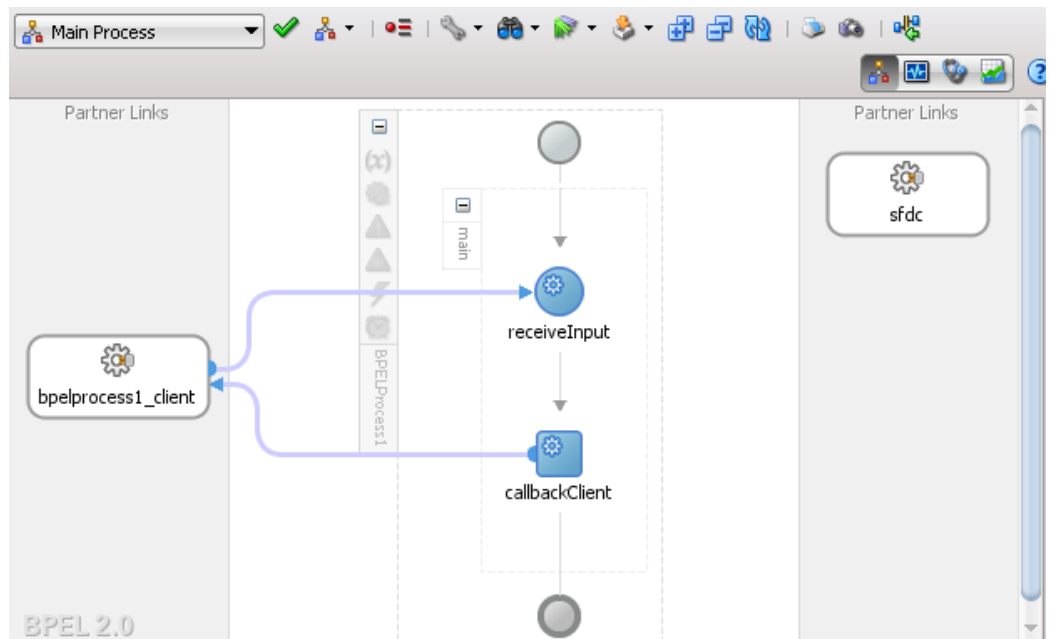 Main Process
Partner Links
Partner Links
(x)
main
sfdc
receiveInput
bpelprocess1_client
BPELProcess1
callbackClient
BPEL 2.0